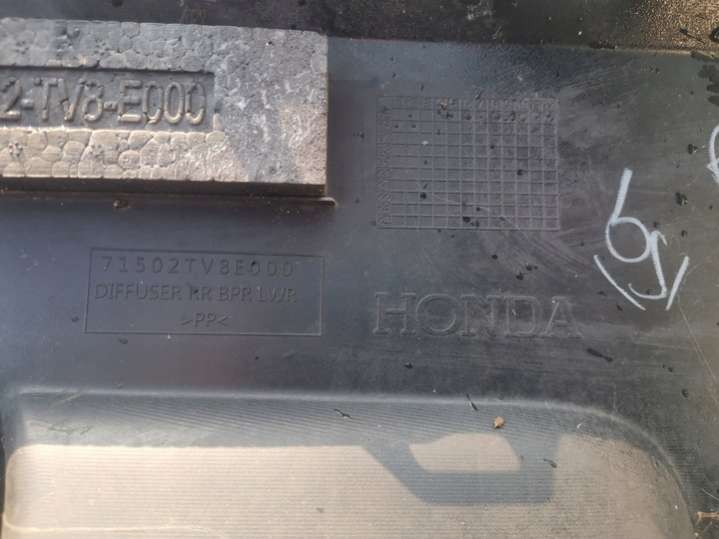 2-TV8-E000
71502TV8E000
DIFFUSER RR BPR LWR
>PP<
HONDA